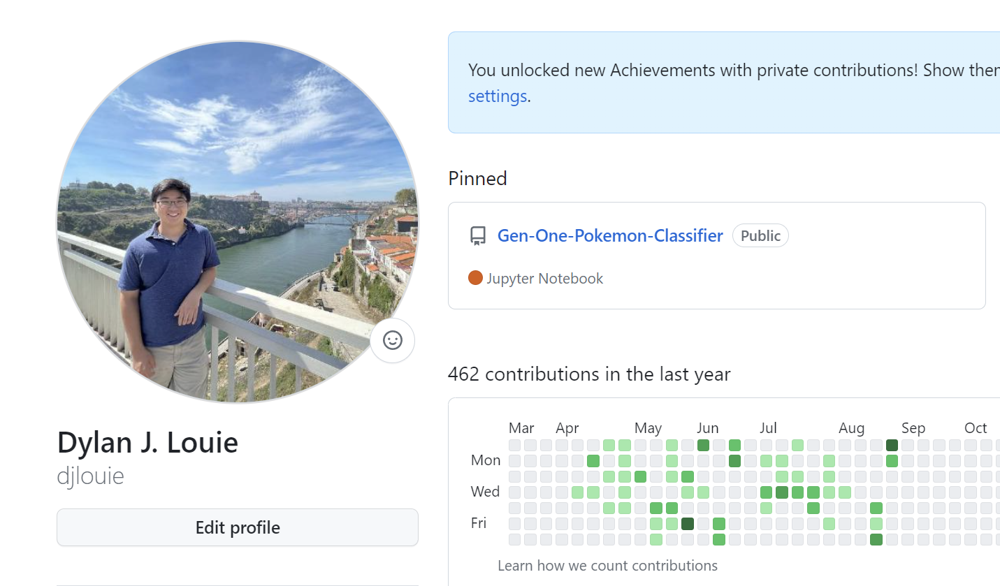 You unlocked new Achievements with private contributions! Show
settings.
Pinned
Gen-One-Pokemon-Classifier Public
Jupyter Notebook
462 contributions in the last year
Dylan J. Louie
djlouie
Edit profile
Mar Apr May Jun Jul Aug Sep Oct
Mon
Wed
Fri
Learn how we count contributions